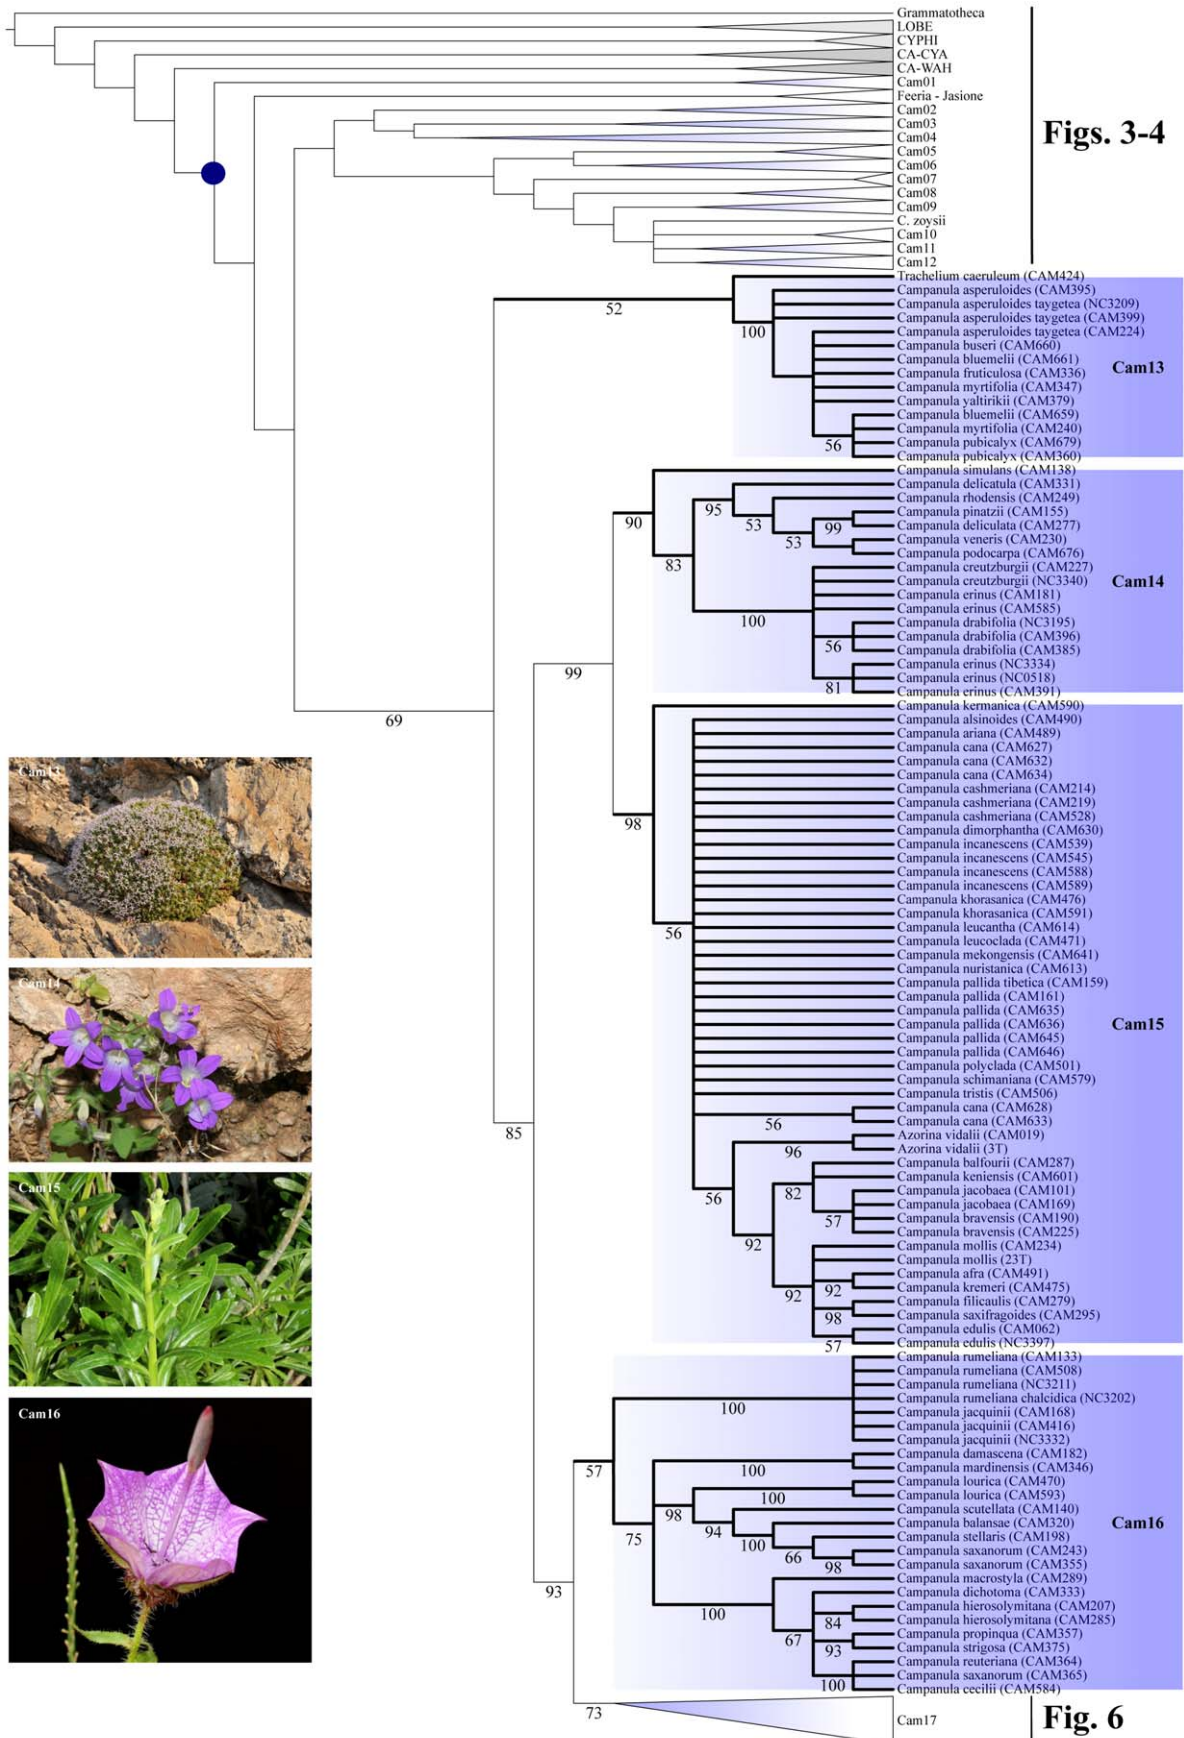 Grammatotheca
LOBE
CYPHI
CA-CYA
CA-WAH
Cam01
Feeria - Jasione
Cam02
Cam03
Cam04
Cam05
Cam06
Cam07
Cam08
Cam09
C. zoysii
Cam10
Cam11
Cam12
Figs. 3-4
Trachelium caeruleum (CAM424)
Campanula asperuloides (CAM395)
Campanula asperuloides taygetea (NC3209)
Campanula asperuloides taygetea (CAM399)
Campanula asperuloides taygetea (CAM224)
Campanula buseri (CAM660)
Campanula bluemelii (CAM661)
Campanula fruticulosa (CAM336)
Campanula myrtifolia (CAM347)
Campanula yaltirikii (CAM379)
Campanula bluemelii (CAM659)
Campanula myrtifolia (CAM240)
Campanula pubicalyx (CAM679)
Campanula pubicalyx (CAM360)
Cam13
52
100
56
Campanula simulans (CAM138)
Campanula delicatula (CAM331)
Campanula rhodensis (CAM249)
Campanula pinatzii (CAM155)
Campanula deliculata (CAM277)
Campanula veneris (CAM230)
Campanula podocarpa (CAM676)
Campanula creutzburgii (CAM227)
Campanula creutzburgii (NC3340)
Campanula erinus (CAM181)
Campanula erinus (CAM585)
Campanula drabifolia (NC3195)
Campanula drabifolia (CAM396)
Campanula drabifolia (CAM385)
Campanula erinus (NC3334)
Campanula erinus (NC0518)
Campanula erinus (CAM391)
Cam14
90
95
53
99
53
83
100
56
81
99
69
Campanula kermanica (CAM590)
Campanula alsinoides (CAM490)
Campanula ariana (CAM489)
Campanula cana (CAM627)
Campanula cana (CAM632)
Campanula cana (CAM634)
Campanula cashmeriana (CAM214)
Campanula cashmeriana (CAM219)
Campanula cashmeriana (CAM528)
Campanula dimorphantha (CAM630)
Campanula incanescens (CAM539)
Campanula incanescens (CAM545)
Campanula incanescens (CAM588)
Campanula incanescens (CAM589)
Campanula khorasanica (CAM476)
Campanula khorasanica (CAM591)
Campanula leucantha (CAM614)
Campanula leucoclada (CAM471)
Campanula mekongensis (CAM641)
Campanula nuristanica (CAM613)
Campanula pallida tibetica (CAM159)
Campanula pallida (CAM161)
Campanula pallida (CAM635)
Campanula pallida (CAM636)
Campanula pallida (CAM645)
Campanula pallida (CAM646)
Campanula polyclada (CAM501)
Campanula schimaniana (CAM579)
Campanula tristis (CAM506)
Campanula cana (CAM628)
Campanula cana (CAM633)
Azorina vidalii (CAM019)
Azorina vidalii (3T)
Campanula balfourii (CAM287)
Campanula keniensis (CAM601)
Campanula jacobaea (CAM101)
Campanula jacobaea (CAM169)
Campanula bravensis (CAM190)
Campanula bravensis (CAM225)
Campanula mollis (CAM234)
Campanula mollis (23T)
Campanula afra (CAM491)
Campanula kremeri (CAM475)
Campanula filicaulis (CAM279)
Campanula saxifragoides (CAM295)
Campanula edulis (CAM062)
Campanula edulis (NC3397)
Cam15
98
56
56
96
56
82
57
92
92
92
98
57
85
Campanula rumeliana (CAM133)
Campanula rumeliana (CAM508)
Campanula rumeliana (NC3211)
Campanula rumeliana chalcidica (NC3202)
Campanula jacquinii (CAM168)
Campanula jacquinii (CAM416)
Campanula jacquinii (NC3332)
Campanula damascena (CAM182)
Campanula mardinensis (CAM346)
Campanula lourica (CAM470)
Campanula lourica (CAM593)
Campanula scutellata (CAM140)
Campanula balansae (CAM320)
Campanula stellaris (CAM198)
Campanula saxanorum (CAM243)
Campanula saxanorum (CAM355)
Campanula macrostyla (CAM289)
Campanula dichotoma (CAM333)
Campanula hierosolymitana (CAM207)
Campanula hierosolymitana (CAM285)
Campanula propinqua (CAM357)
Campanula strigosa (CAM375)
Campanula reuteriana (CAM364)
Campanula saxanorum (CAM365)
Campanula cecilii (CAM584)
Cam16
100
57
100
100
98
94
100
66
98
75
100
84
67
93
100
93
73
Cam17
Fig. 6
Cam13
Cam14
Cam15
Cam16